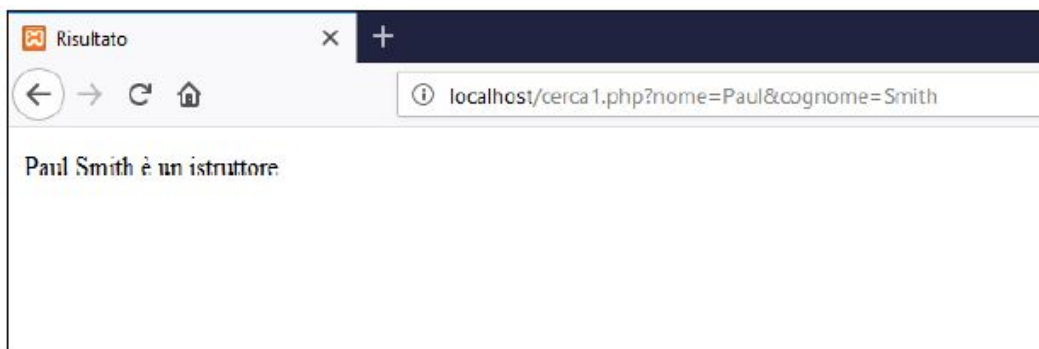 Risultato
localhost/cerca1.php?nome=Paul&cognome=Smith
Paul Smith è un istruttore